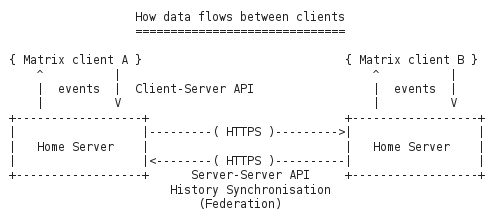 How data flows between clients
==============================
{ Matrix client A }                             { Matrix client B }
    ^          |                                    ^          |
    |  events  |  Client-Server API                 |  events  |
    |          V                                    |          V
+------------------+                            +------------------+
|                  |---------( HTTPS )--------->|                  |
|   Home Server    |                            |   Home Server    |
|                  |<--------( HTTPS )----------|                  |
+------------------+      Server-Server API     +------------------+
History Synchronisation
(Federation)